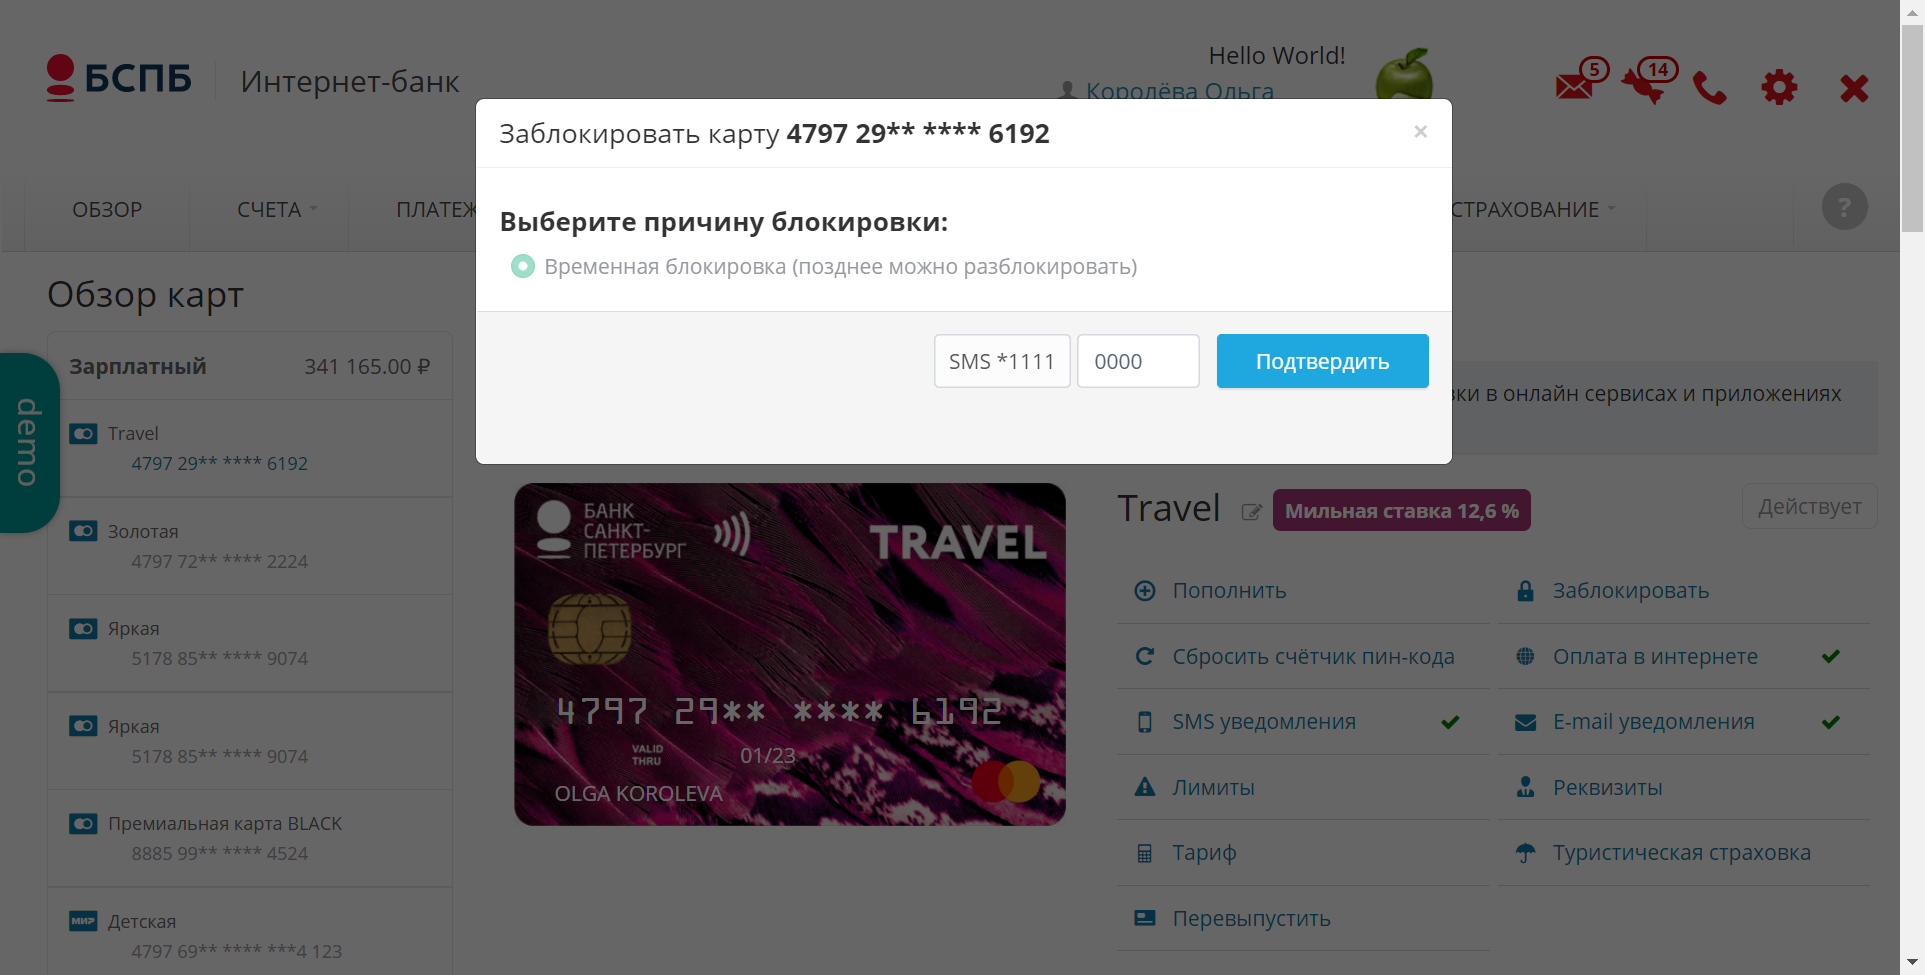 БСПБ
Интернет-банк
Hello World!
Королёва Ольга
5
14
ОБЗОР
СЧЕТА
ПЛАТЕЖ
СТРАХОВАНИЕ
?
Заблокировать карту 4797 29** **** 6192
×
Выберите причину блокировки:
Временная блокировка (позднее можно разблокировать)
SMS *1111
0000
Подтвердить
Обзор карт
Зарплатный 341 165.00 ₽
Travel
4797 29** **** 6192
Золотая
4797 72** **** 2224
Яркая
5178 85** **** 9074
Яркая
5178 85** **** 9074
Премиальная карта BLACK
8885 99** **** 4524
МИР
Детская
4797 69** **** ***4 123
demo
ки в онлайн сервисах и приложениях
БАНК
САНКТ-
ПЕТЕРБУРГ
TRAVEL
4797 29** **** 6192
VALID
THRU
01/23
OLGA KOROLEVA
Travel
Мильная ставка 12,6 %
Действует
Пополнить
Заблокировать
Сбросить счётчик пин-кода
Оплата в интернете
SMS уведомления
E-mail уведомления
Лимиты
Реквизиты
Тариф
Туристическая страховка
Перевыпустить